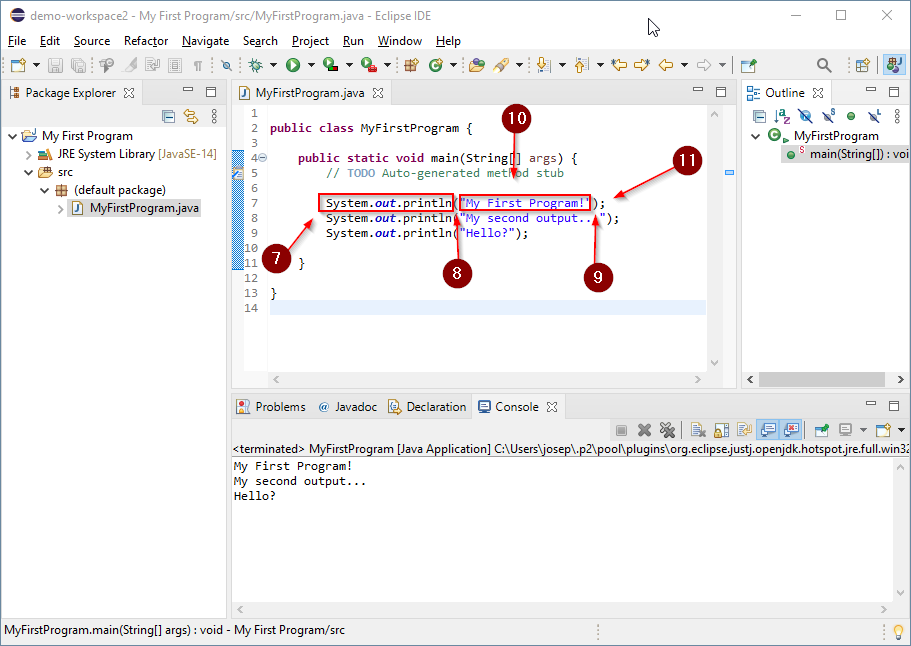 demo-workspace2 - My First Program/src/MyFirstProgram.java - Eclipse IDE
File Edit Source Refactor Navigate Search Project Run Window Help
Package Explorer
My First Program
JRE System Library [JavaSE-14]
src
(default package)
MyFirstProgram.java
MyFirstProgram.java
1
2 public class MyFirstProgram {
3
4 public static void main(String[] args) {
5 // TODO Auto-generated method stub
6
7 System.out.println("My First Program!");
8 System.out.println("My second output...");
9 System.out.println("Hello?");
10
11 }
12
13 }
14
10
11
7
8
9
Outline
MyFirstProgram
main(String[]) : voi
Problems @ Javadoc Declaration Console
<terminated> MyFirstProgram [Java Application] C:\Users\josep\.p2\pool\plugins\org.eclipse.justj.openjdk.hotspot.jre.full.win32
My First Program!
My second output...
Hello?
MyFirstProgram.main(String[] args) : void - My First Program/src